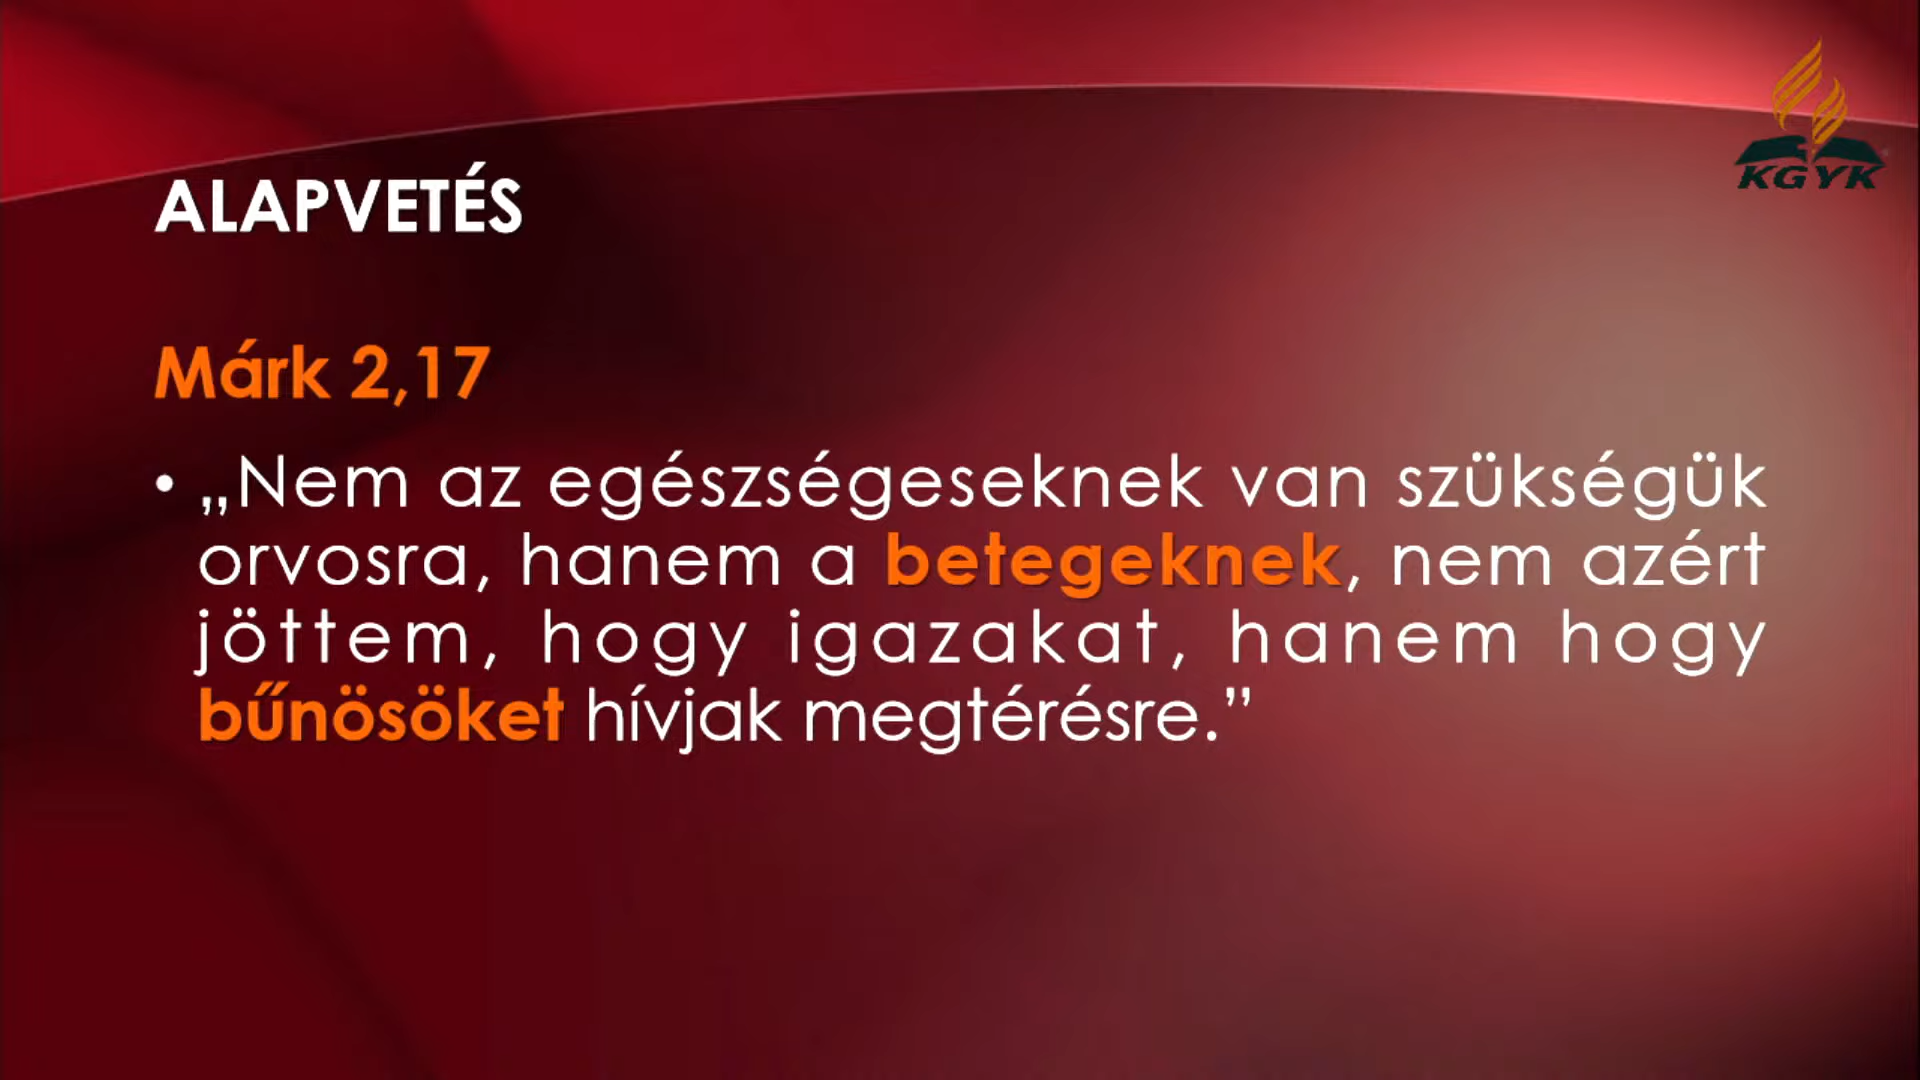 KGYK
ALAPVETÉS
Márk 2,17
• „Nem az egészségeseknek van szükségük
orvosra, hanem a betegeknek, nem azért
jöttem, hogy igazakat, hanem hogy
bűnösöket hívjak megtérésre.”